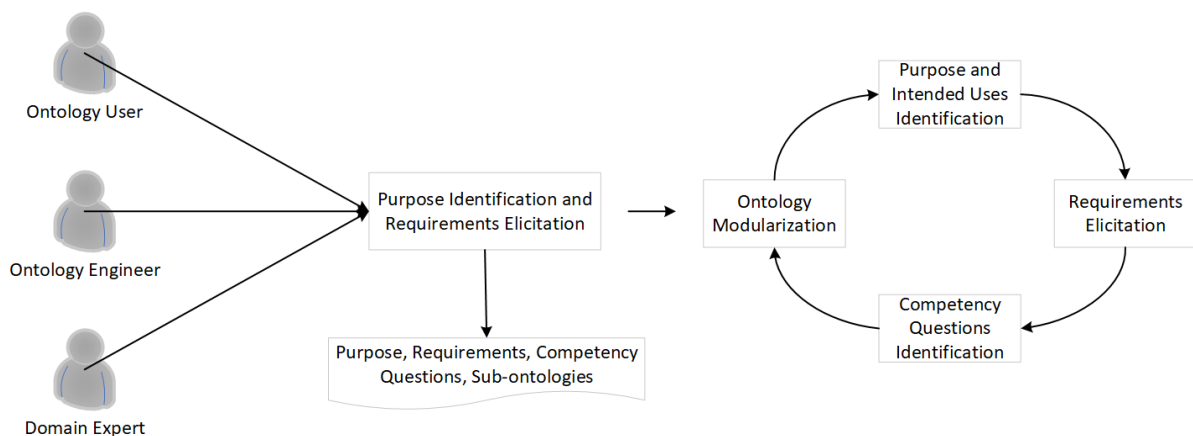 Ontology User
Ontology Engineer
Domain Expert
Purpose Identification and
Requirements Elicitation
Purpose, Requirements, Competency
Questions, Sub-ontologies
Purpose and
Intended Uses
Identification
Requirements
Elicitation
Competency
Questions
Identification
Ontology
Modularization